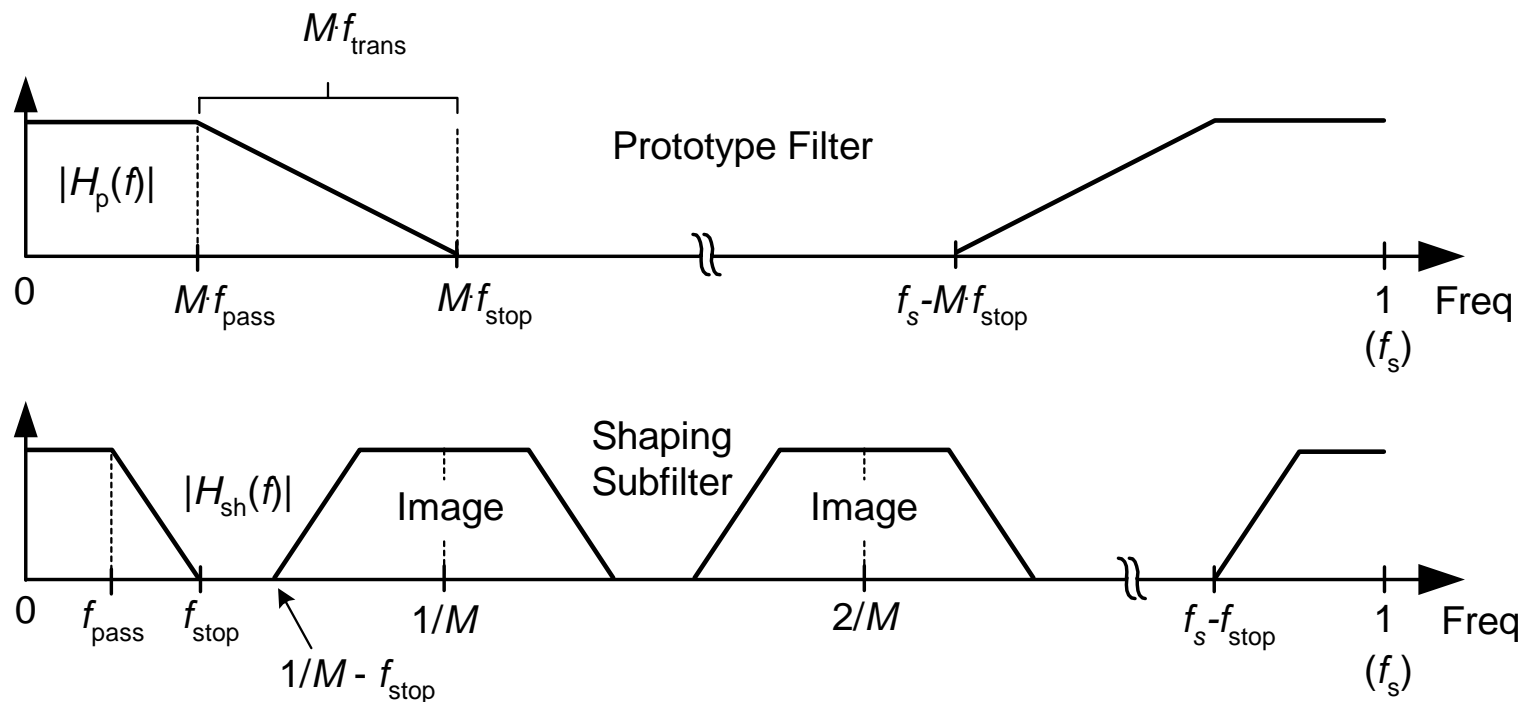 M·f_trans
Prototype Filter
|H_p(f)|
0
M·f_pass
M·f_stop
f_s-M·f_stop
1
(f_s)
Freq
Shaping
Subfilter
|H_sh(f)|
Image
Image
0
f_pass
f_stop
1/M
2/M
f_s-f_stop
1
(f_s)
Freq
1/M - f_stop